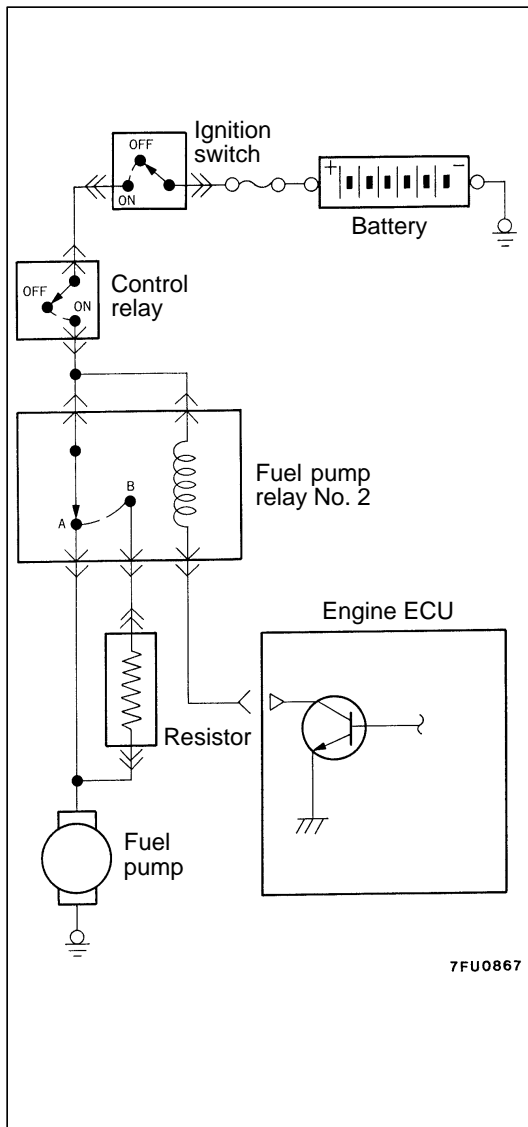 Ignition
switch
OFF
ON
+ −
Battery
Control
relay
OFF
ON
Fuel pump
relay No. 2
A
B
Engine ECU
Resistor
Fuel
pump
7FU0867